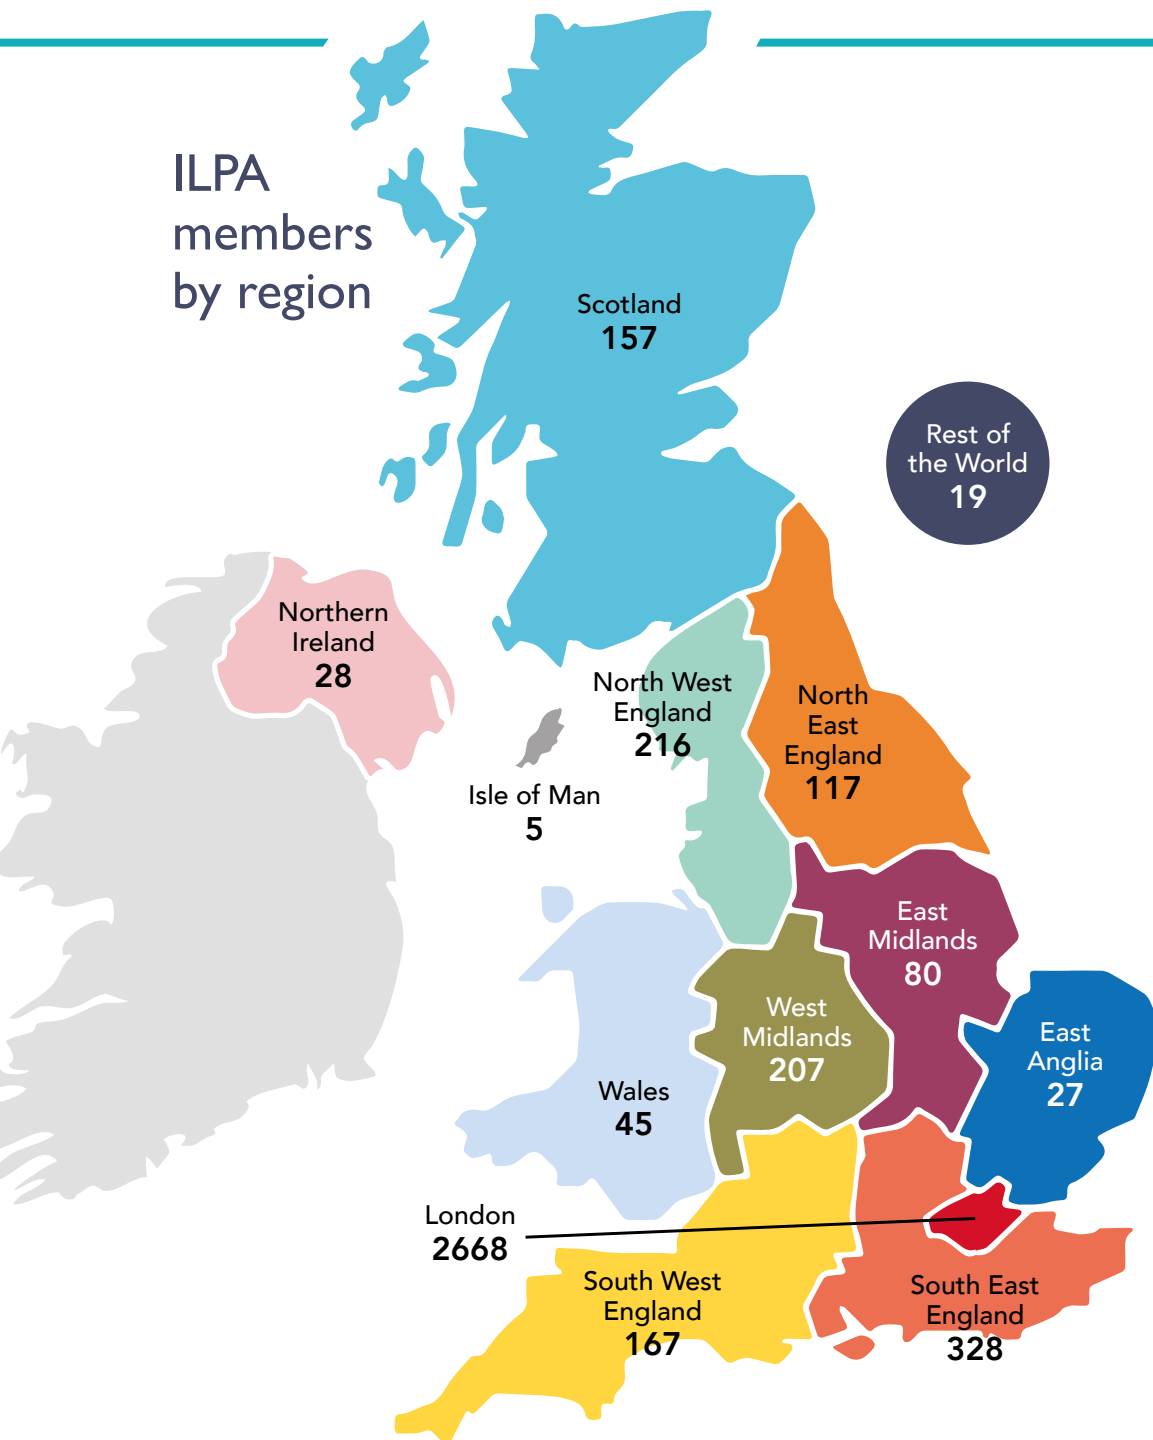 ILPA
members
by region
Scotland
157
Rest of
the World
19
Northern
Ireland
28
North West
England
216
North
East
England
117
Isle of Man
5
East
Midlands
80
West
Midlands
207
East
Anglia
27
Wales
45
London
2668
South West
England
167
South East
England
328